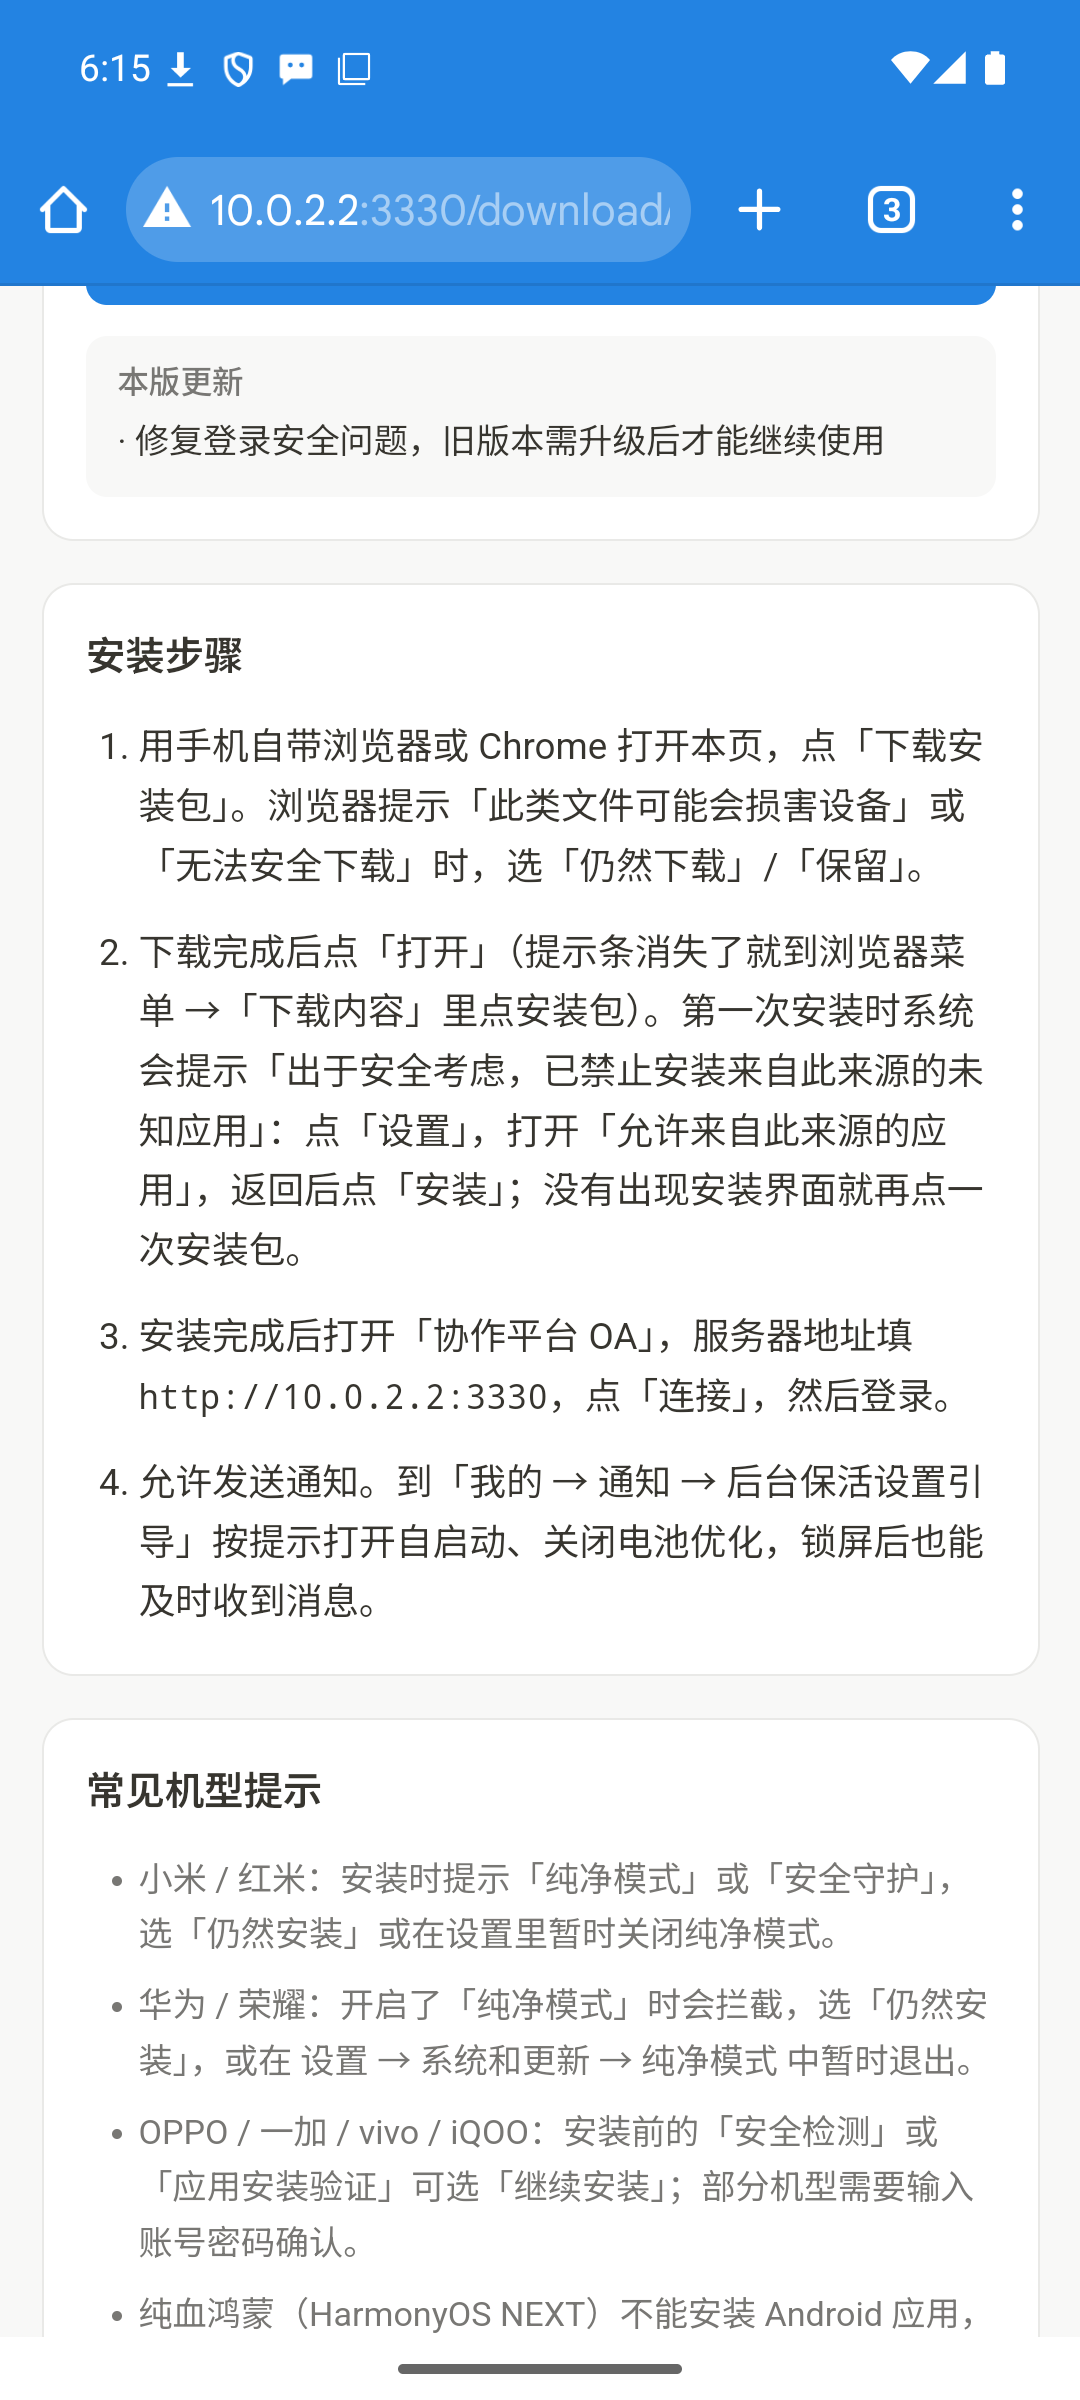 6:15
10.0.2.2:3330/download/
3
本版更新
· 修复登录安全问题，旧版本需升级后才能继续使用
安装步骤
1. 用手机自带浏览器或 Chrome 打开本页，点「下载安
装包」。浏览器提示「此类文件可能会损害设备」或
「无法安全下载」时，选「仍然下载」/「保留」。
2. 下载完成后点「打开」（提示条消失了就到浏览器菜
单 →「下载内容」里点安装包）。第一次安装时系统
会提示「出于安全考虑，已禁止安装来自此来源的未
知应用」：点「设置」，打开「允许来自此来源的应
用」，返回后点「安装」；没有出现安装界面就再点一
次安装包。
3. 安装完成后打开「协作平台 OA」，服务器地址填
http://10.0.2.2:3330，点「连接」，然后登录。
4. 允许发送通知。到「我的 → 通知 → 后台保活设置引
导」按提示打开自启动、关闭电池优化，锁屏后也能
及时收到消息。
常见机型提示
• 小米 / 红米：安装时提示「纯净模式」或「安全守护」，
选「仍然安装」或在设置里暂时关闭纯净模式。
• 华为 / 荣耀：开启了「纯净模式」时会拦截，选「仍然安
装」，或在 设置 → 系统和更新 → 纯净模式 中暂时退出。
• OPPO / 一加 / vivo / iQOO：安装前的「安全检测」或
「应用安装验证」可选「继续安装」；部分机型需要输入
账号密码确认。
• 纯血鸿蒙（HarmonyOS NEXT）不能安装 Android 应用，